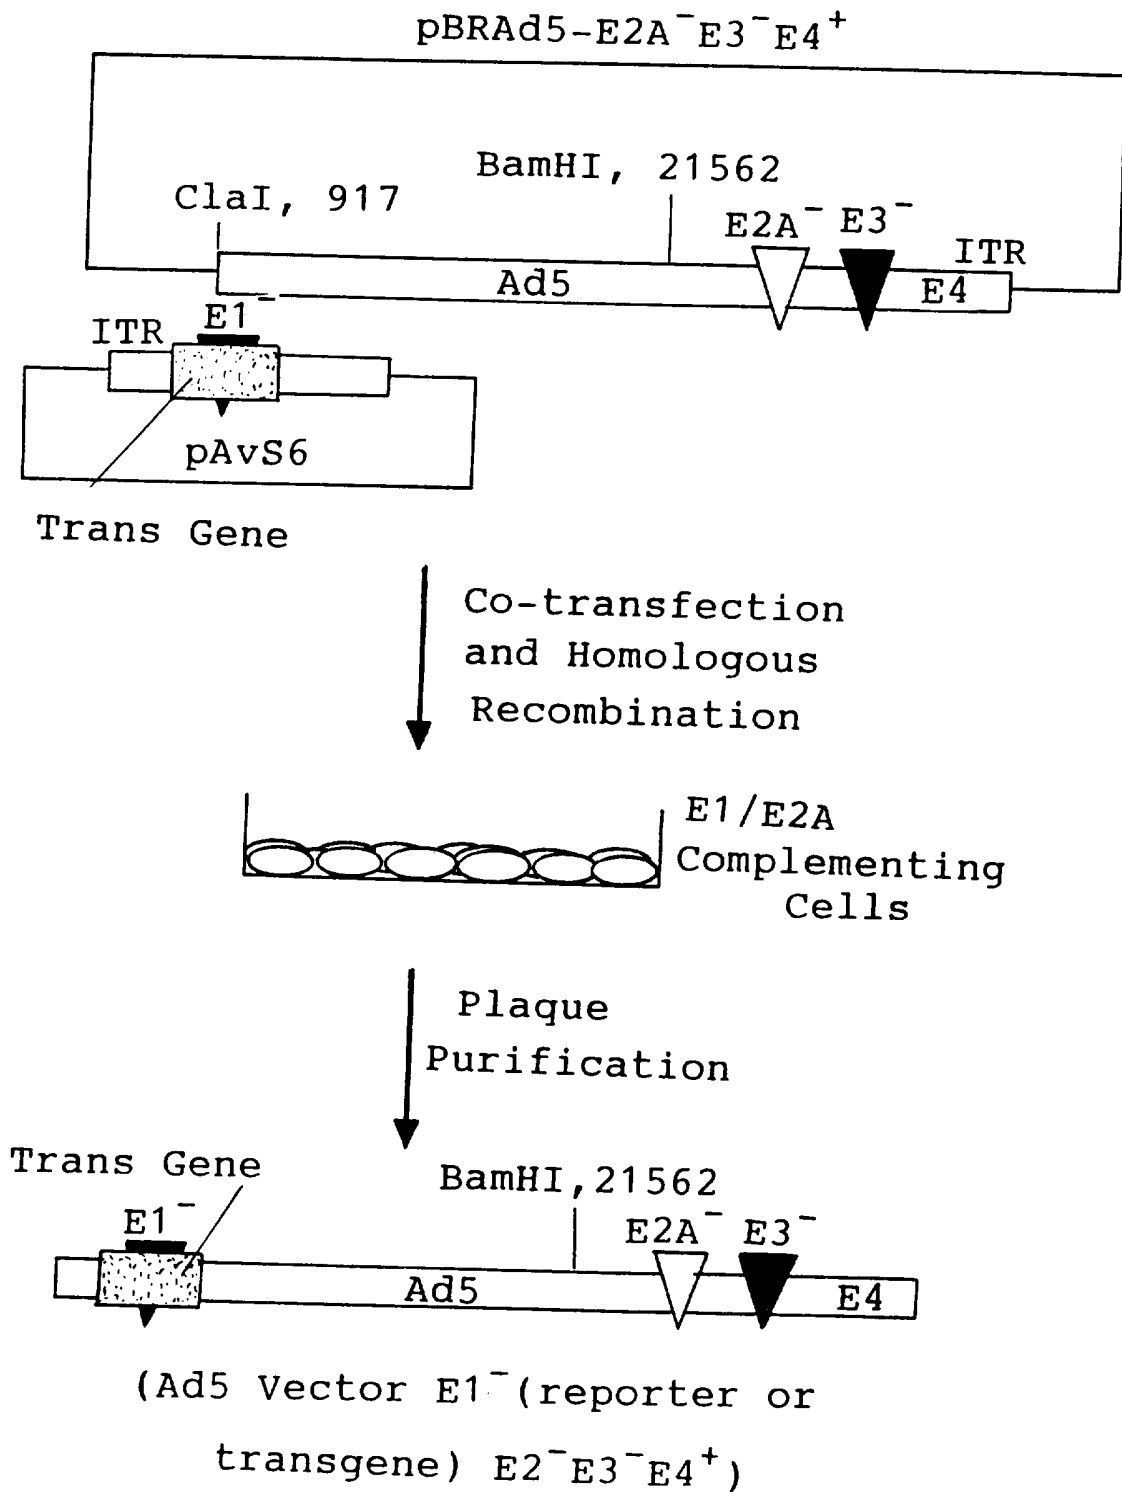 pBRAd5-E2A⁻E3⁻E4⁺
BamHI, 21562
ClaI, 917
E2A⁻ E3⁻
ITR
Ad5
E4
E1⁻
ITR
pAvS6
Trans Gene
Co-transfection
and Homologous
Recombination
E1/E2A
Complementing
Cells
Plaque
Purification
Trans Gene
BamHI,21562
E1⁻
E2A⁻ E3⁻
Ad5
E4
(Ad5 Vector E1⁻(reporter or
transgene) E2⁻E3⁻E4⁺)